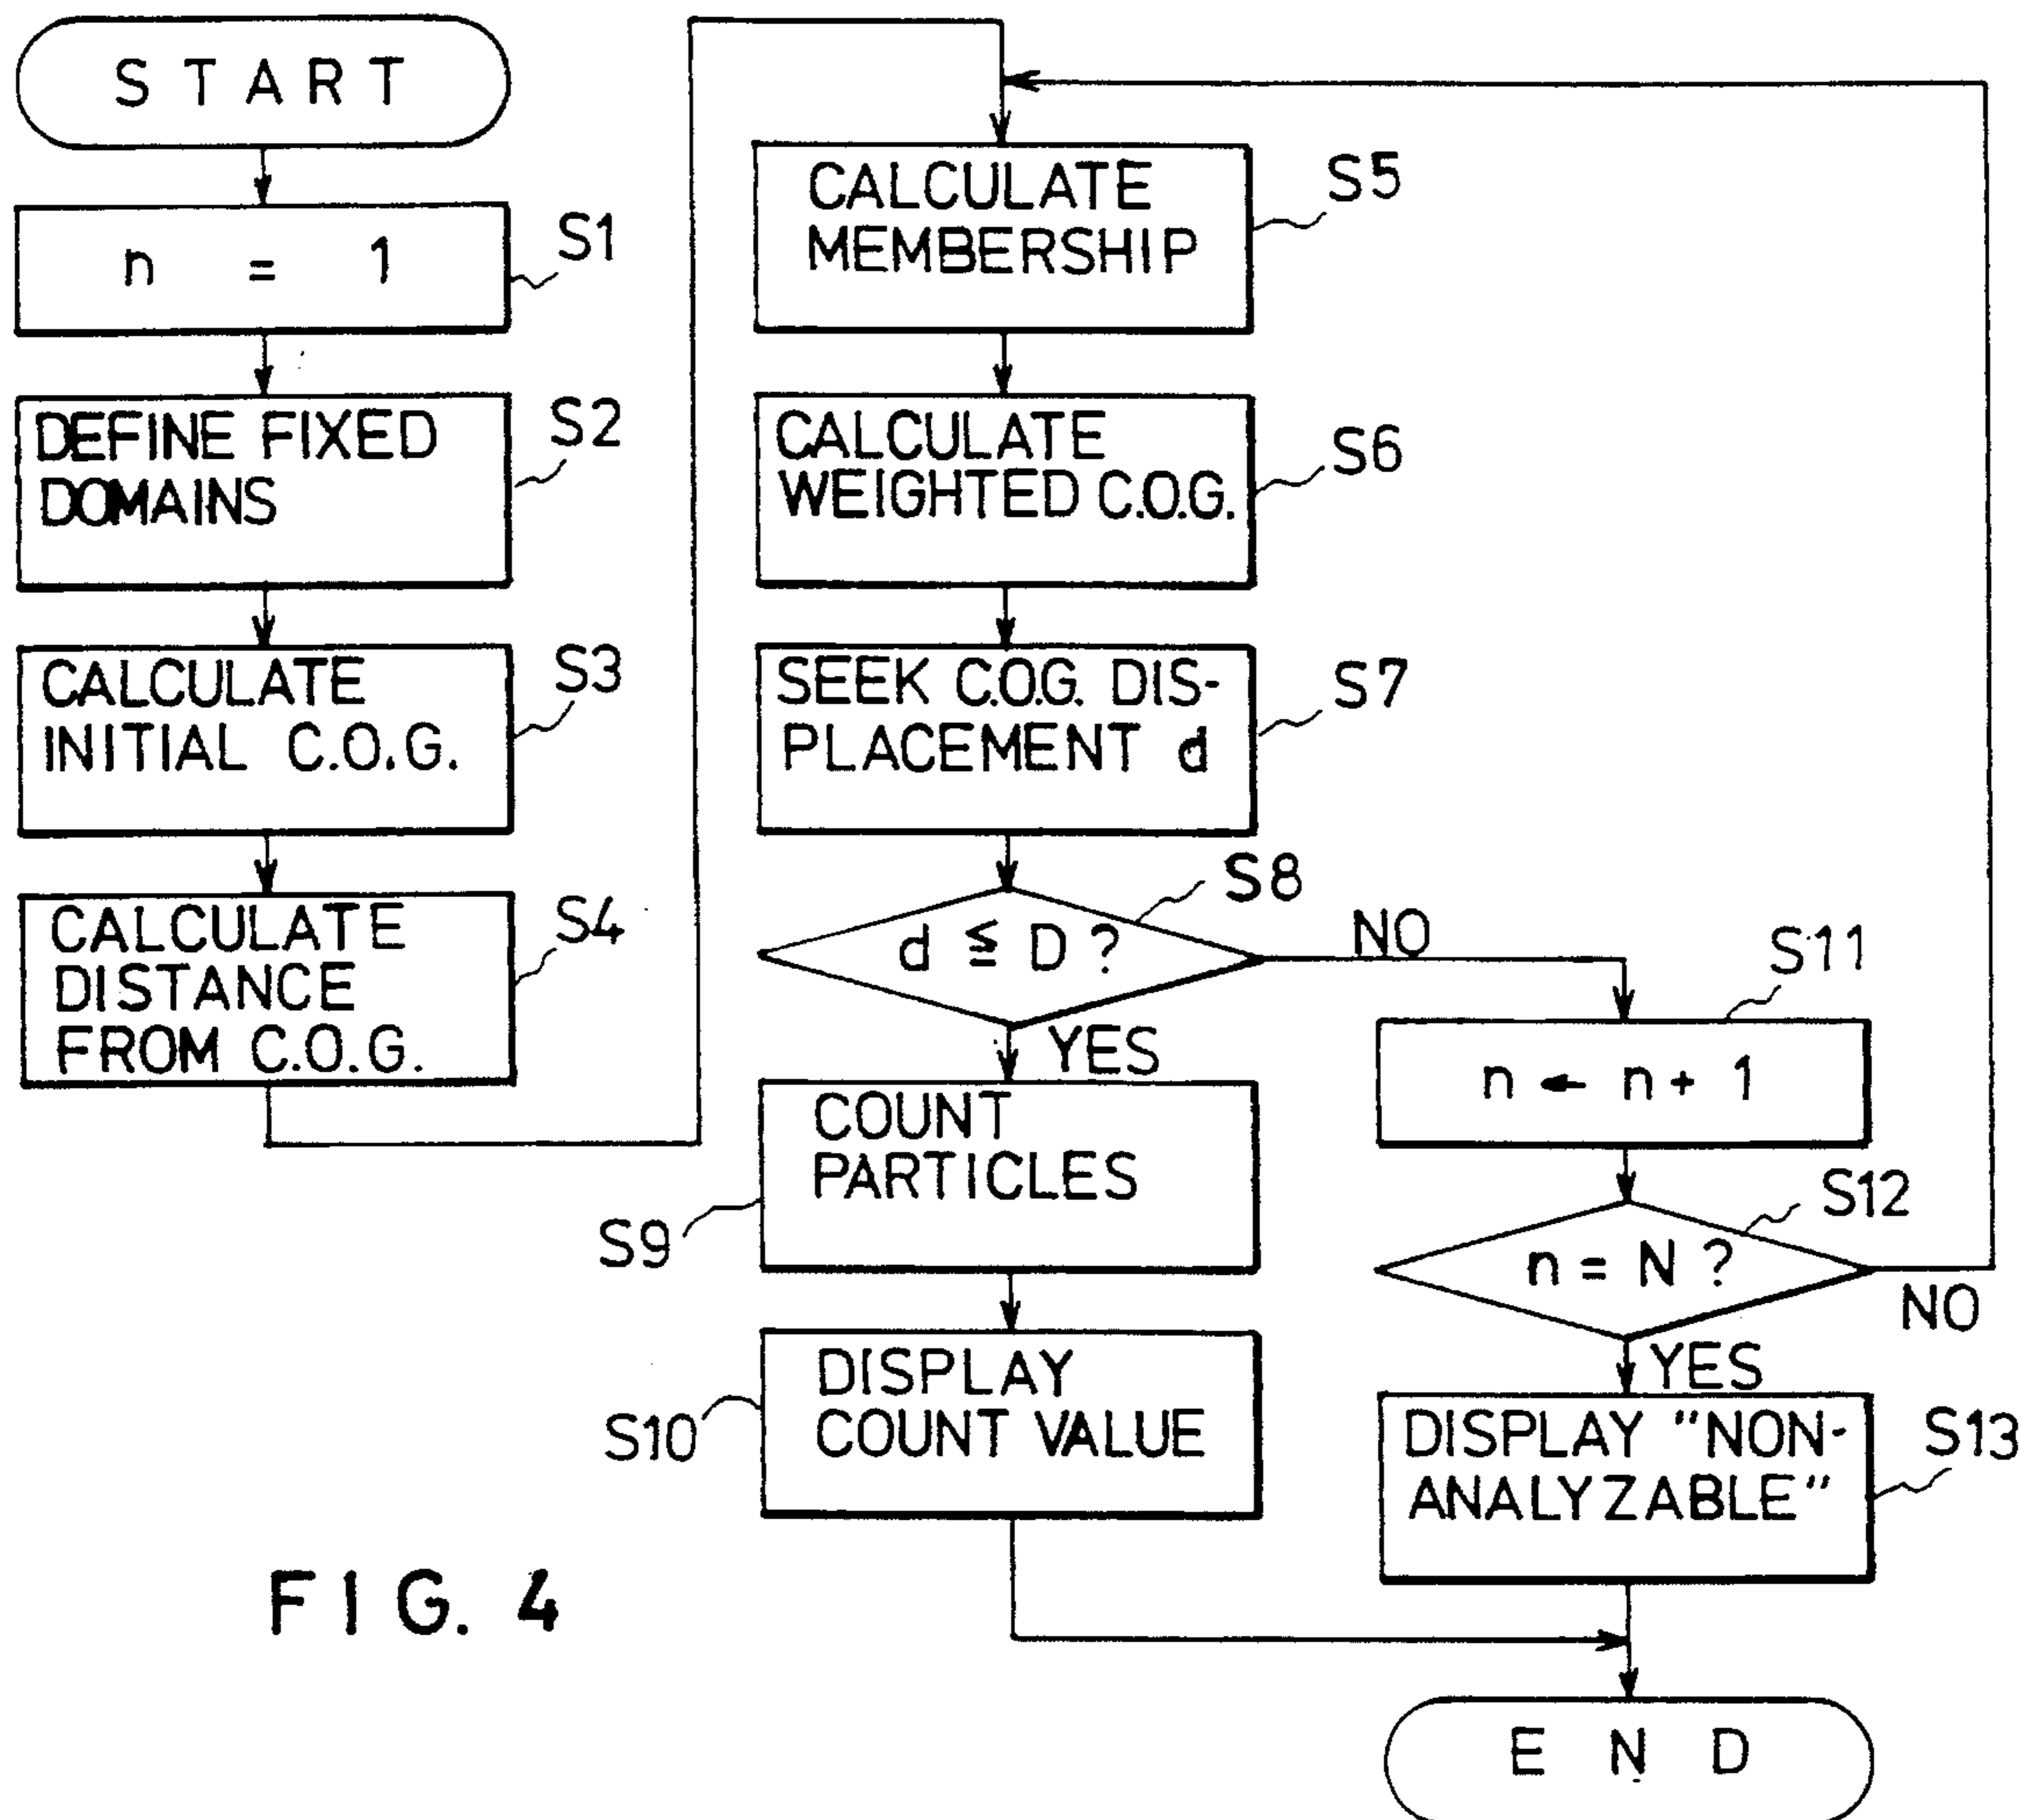 START
n = 1
S1
DEFINE FIXED
DOMAINS
S2
CALCULATE
INITIAL C.O.G.
S3
CALCULATE
DISTANCE
FROM C.O.G.
S4
CALCULATE
MEMBERSHIP
S5
CALCULATE
WEIGHTED C.O.G.
S6
SEEK C.O.G. DIS-
PLACEMENT d
S7
d ≦ D ?
S8
NO
YES
COUNT
PARTICLES
S9
DISPLAY
COUNT VALUE
S10
n ← n + 1
S11
n = N ?
S12
NO
YES
DISPLAY "NON-
ANALYZABLE"
S13
END
FIG. 4